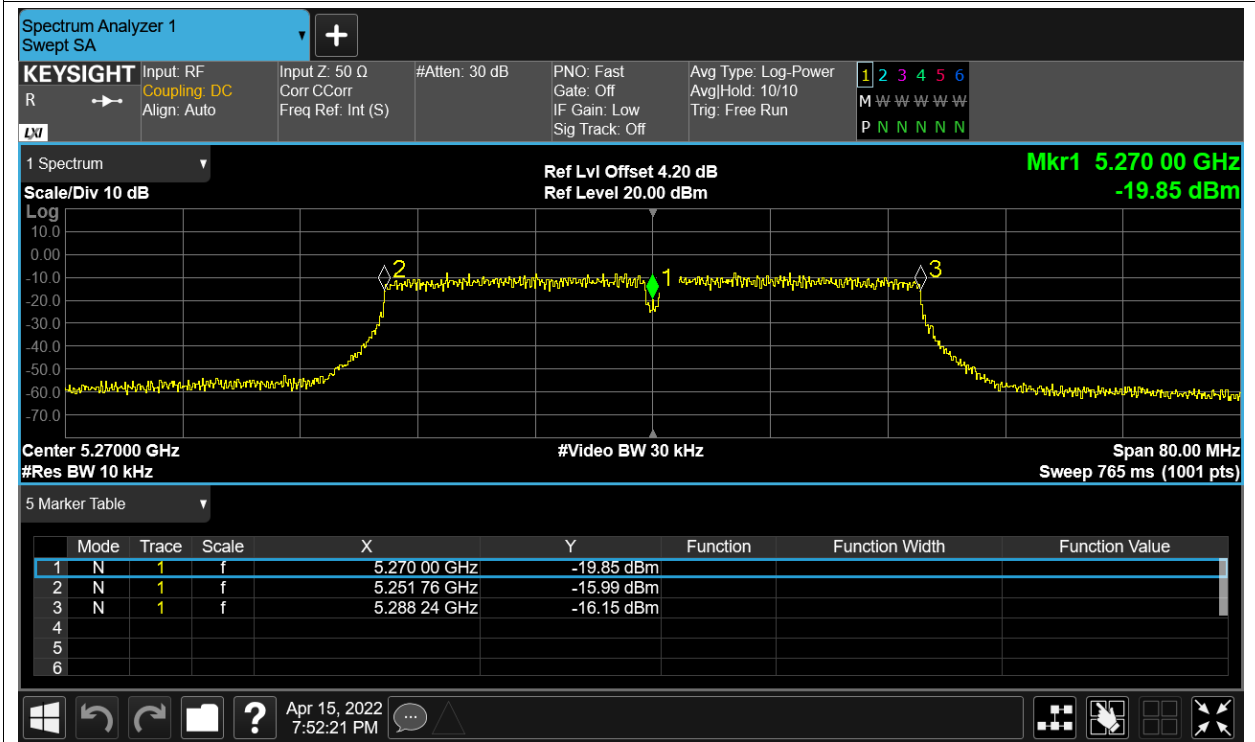 Spectrum Analyzer 1
Swept SA
KEYSIGHT
R
LXI
Input: RF
Coupling: DC
Align: Auto
Input Z: 50 Ω
Corr CCorr
Freq Ref: Int (S)
#Atten: 30 dB
PNO: Fast
Gate: Off
IF Gain: Low
Sig Track: Off
Avg Type: Log-Power
Avg|Hold: 10/10
Trig: Free Run
1 2 3 4 5 6
M W W W W W
P N N N N N
1 Spectrum
Scale/Div 10 dB
Ref Lvl Offset 4.20 dB
Ref Level 20.00 dBm
Mkr1 5.270 00 GHz
-19.85 dBm
Log
10.0
0.00
-10.0
-20.0
-30.0
-40.0
-50.0
-60.0
-70.0
2
1
3
Center 5.27000 GHz
#Res BW 10 kHz
#Video BW 30 kHz
Span 80.00 MHz
Sweep 765 ms (1001 pts)
5 Marker Table
Mode Trace Scale X Y Function Function Width Function Value
1 N 1 f 5.270 00 GHz -19.85 dBm
2 N 1 f 5.251 76 GHz -15.99 dBm
3 N 1 f 5.288 24 GHz -16.15 dBm
4
5
6
?
Apr 15, 2022
7:52:21 PM